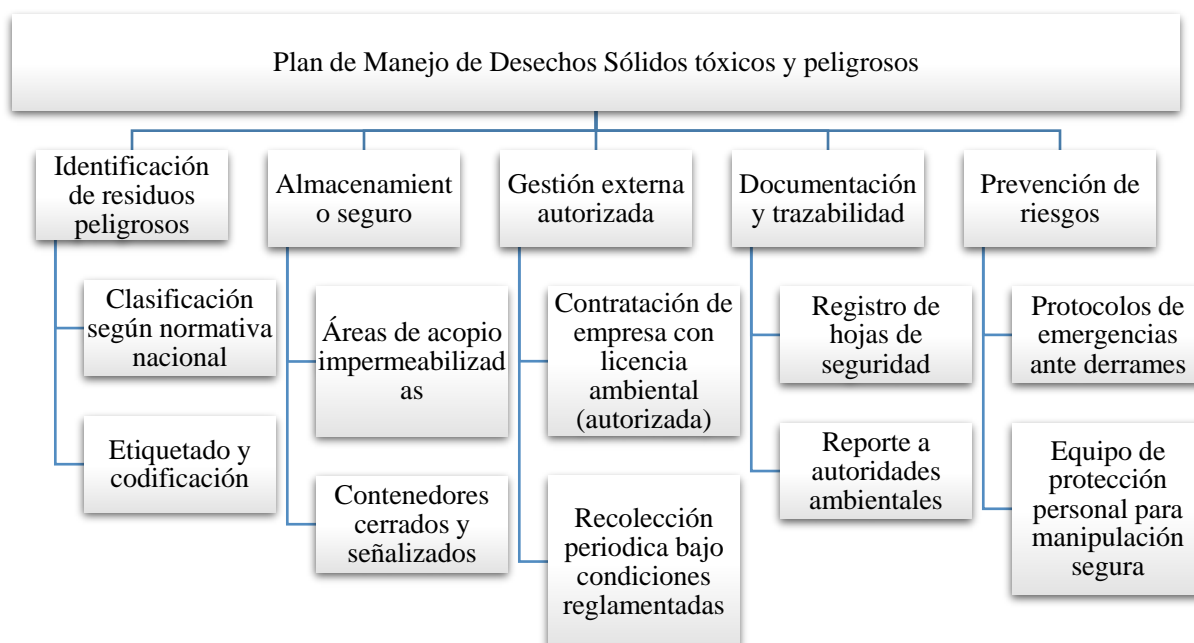 Plan de Manejo de Desechos Sólidos tóxicos y peligrosos
Identificación
de residuos
peligrosos
Clasificación
según normativa
nacional
Etiquetado y
codificación
Almacenamient
o seguro
Áreas de acopio
impermeabilizad
as
Contenedores
cerrados y
señalizados
Gestión externa
autorizada
Contratación de
empresa con
licencia
ambiental
(autorizada)
Recolección
periodica bajo
condiciones
reglamentadas
Documentación
y trazabilidad
Registro de
hojas de
seguridad
Reporte a
autoridades
ambientales
Prevención de
riesgos
Protocolos de
emergencias
ante derrames
Equipo de
protección
personal para
manipulación
segura